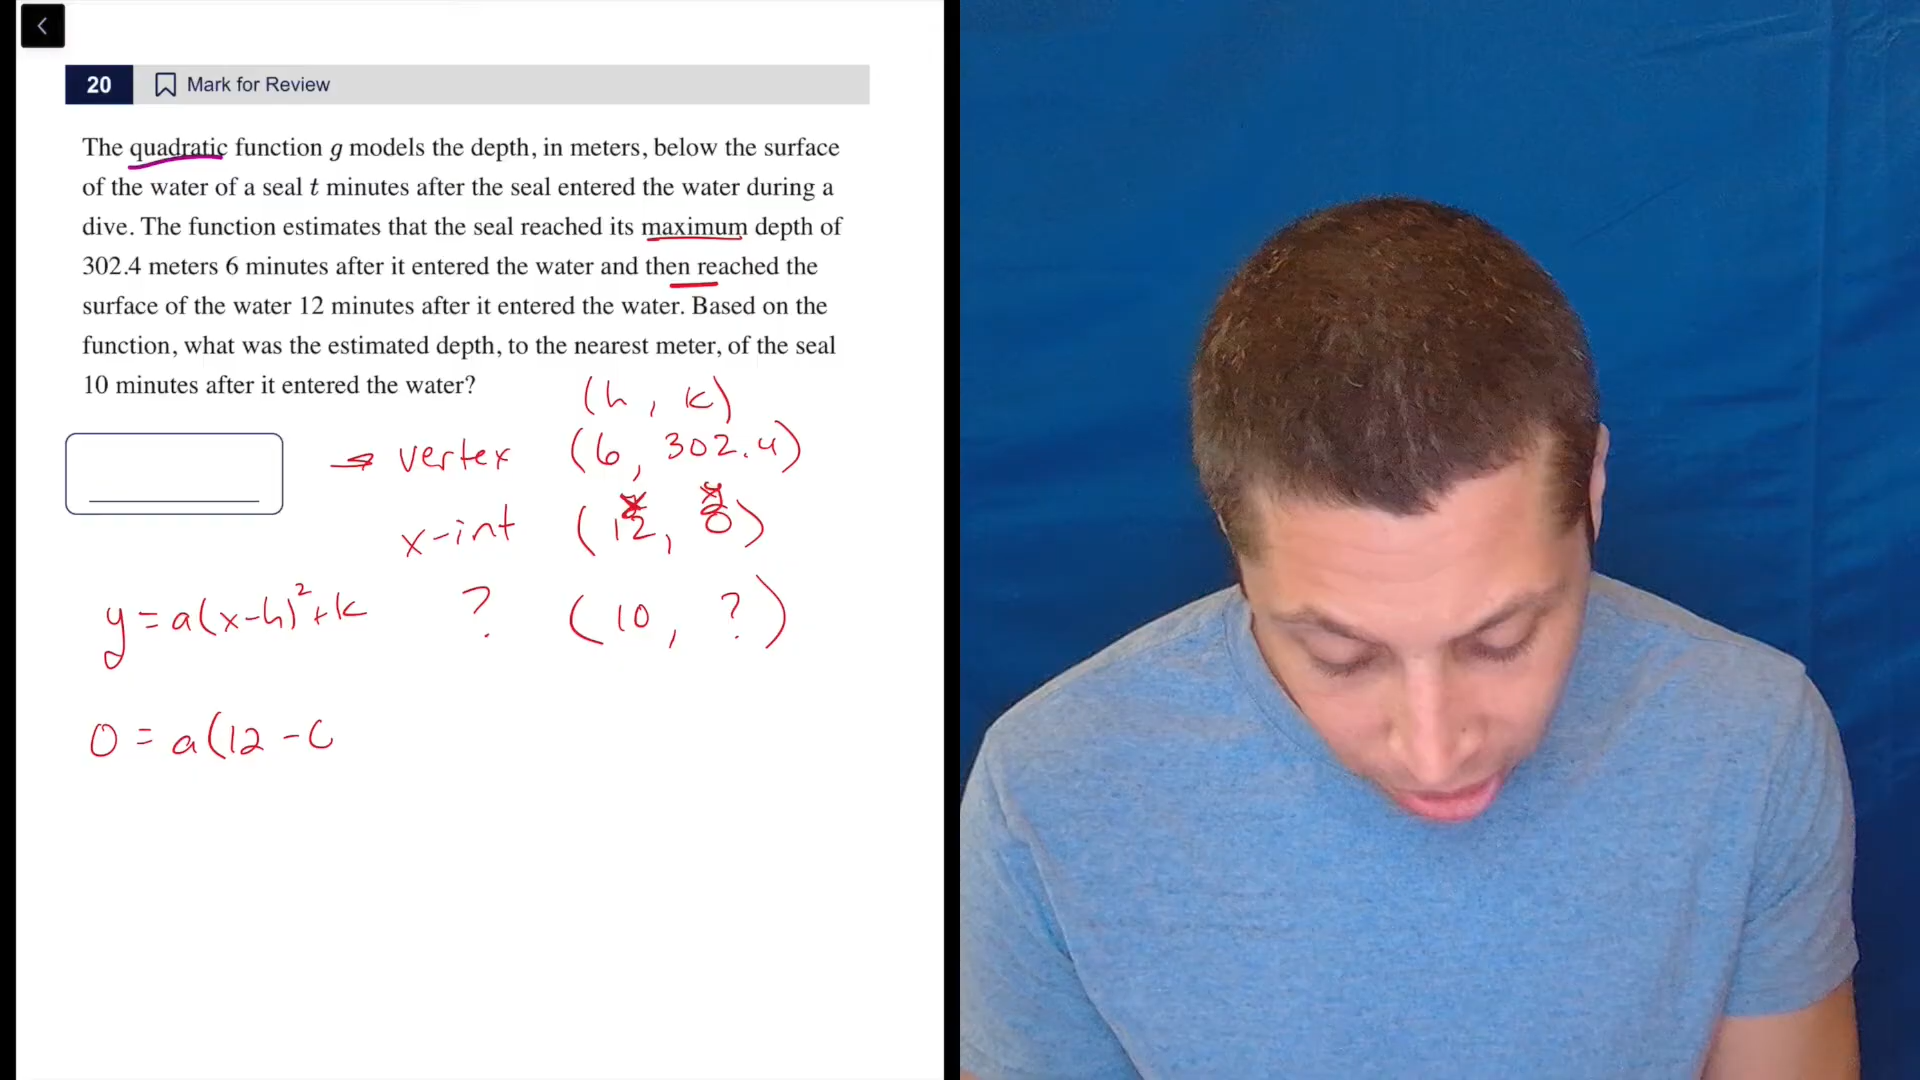 20 Mark for Review
The quadratic function g models the depth, in meters, below the surface
of the water of a seal t minutes after the seal entered the water during a
dive. The function estimates that the seal reached its maximum depth of
302.4 meters 6 minutes after it entered the water and then reached the
surface of the water 12 minutes after it entered the water. Based on the
function, what was the estimated depth, to the nearest meter, of the seal
10 minutes after it entered the water?
(h, k)
vertex (6, 302.4)
x y
x-int (12, 0)
y = a(x-h)²+k ? (10, ?)
0 = a(12 -